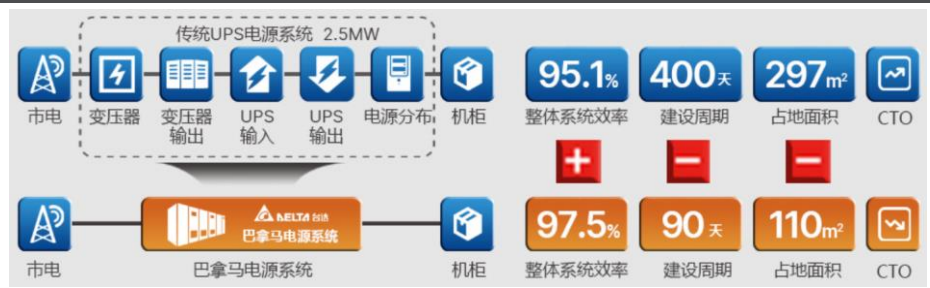 传统UPS电源系统 2.5MW
95.1%
400天
297m²
市电
变压器
变压器
输出
UPS
输入
UPS
输出
电源分布
机柜
整体系统效率
建设周期
占地面积
CTO
DELTA 台达
巴拿马电源系统
97.5%
90天
110m²
市电
巴拿马电源系统
机柜
整体系统效率
建设周期
占地面积
CTO